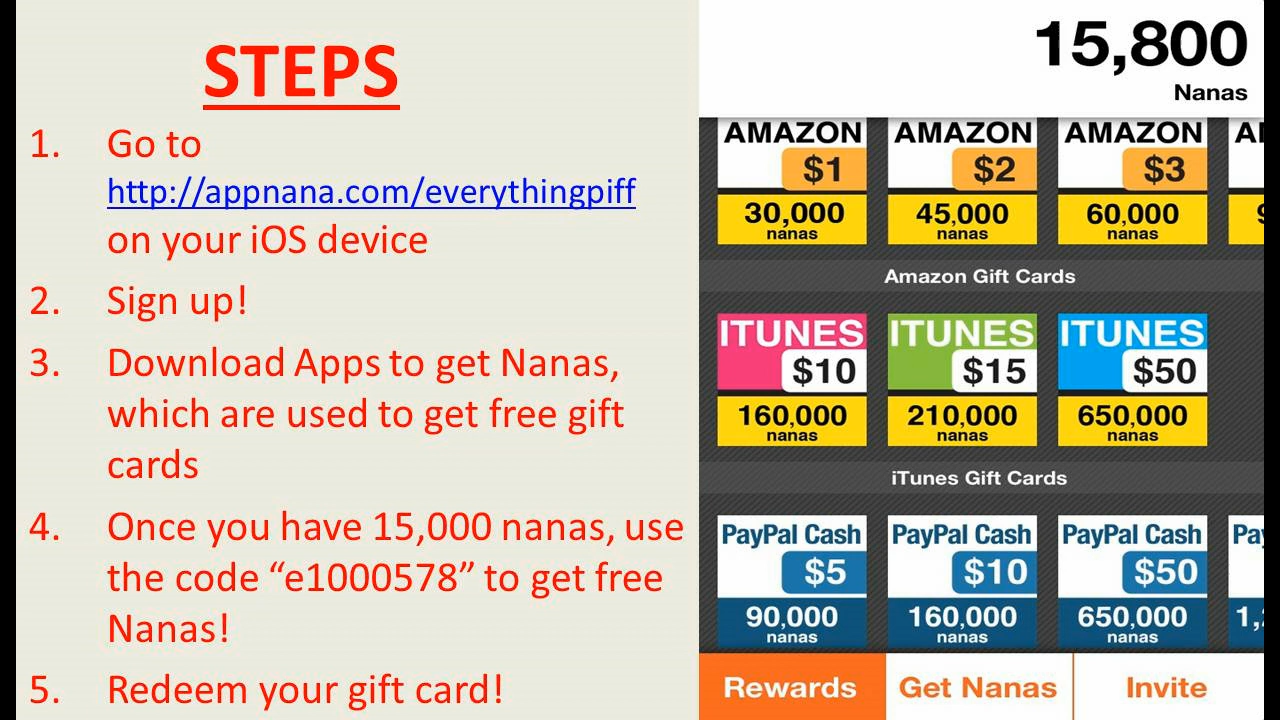 STEPS
1. Go to
http://appnana.com/everythingpiff
on your iOS device
2. Sign up!
3. Download Apps to get Nanas,
which are used to get free gift
cards
4. Once you have 15,000 nanas, use
the code “e1000578” to get free
Nanas!
5. Redeem your gift card!
15,800
Nanas
AMAZON AMAZON AMAZON
$1 $2 $3
30,000 45,000 60,000
nanas nanas nanas
Amazon Gift Cards
ITUNES ITUNES ITUNES
$10 $15 $50
160,000 210,000 650,000
nanas nanas nanas
iTunes Gift Cards
PayPal Cash PayPal Cash PayPal Cash
$5 $10 $50
90,000 160,000 650,000
nanas nanas nanas
Rewards Get Nanas Invite